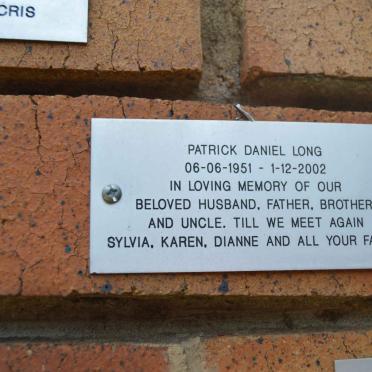 CRIS
PATRICK DANIEL LONG
06-06-1951 - 1-12-2002
IN LOVING MEMORY OF OUR
BELOVED HUSBAND, FATHER, BROTHER
AND UNCLE. TILL WE MEET AGAIN
SYLVIA, KAREN, DIANNE AND ALL YOUR FA